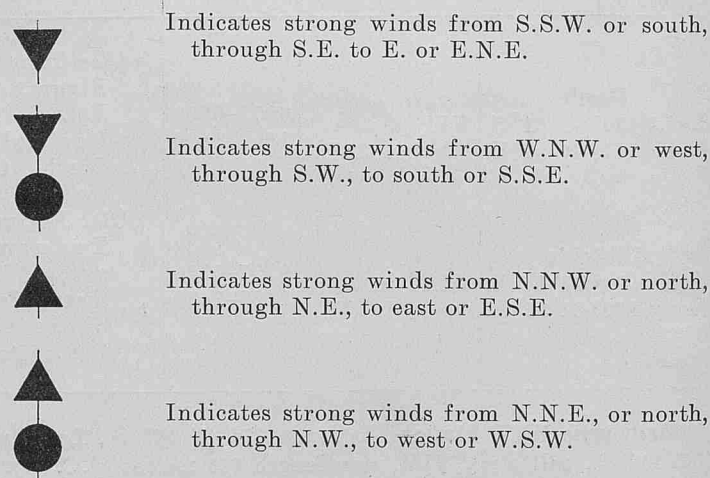 Indicates strong winds from S.S.W. or south,
through S.E. to E. or E.N.E.
Indicates strong winds from W.N.W. or west,
through S.W., to south or S.S.E.
Indicates strong winds from N.N.W. or north,
through N.E., to east or E.S.E.
Indicates strong winds from N.N.E., or north,
through N.W., to west or W.S.W.